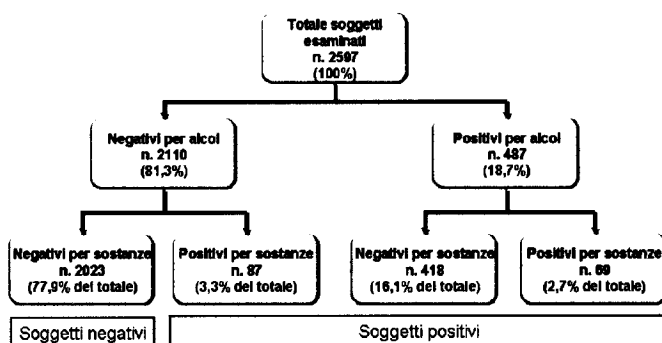 Totale soggetti
esaminati
n. 2597
(100%)
Negativi per alcol
n. 2110
(81,3%)
Positivi per alcol
n. 487
(18,7%)
Negativi per sostanze
n. 2023
(77,9% del totale)
Positivi per sostanze
n. 87
(3,3% del totale)
Negativi per sostanze
n. 418
(16,1% del totale)
Positivi per sostanze
n. 69
(2,7% del totale)
Soggetti negativi
Soggetti positivi